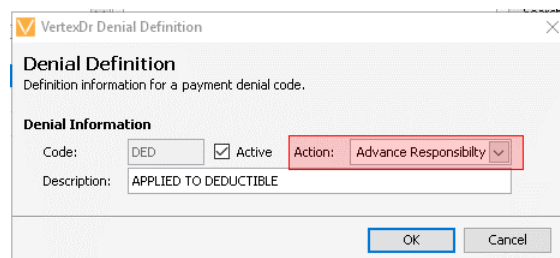 VertexDr Denial Definition
Denial Definition
Definition information for a payment denial code.
Denial Information
Code: DED Active Action: Advance Responsibilty
Description: APPLIED TO DEDUCTIBLE
OK Cancel